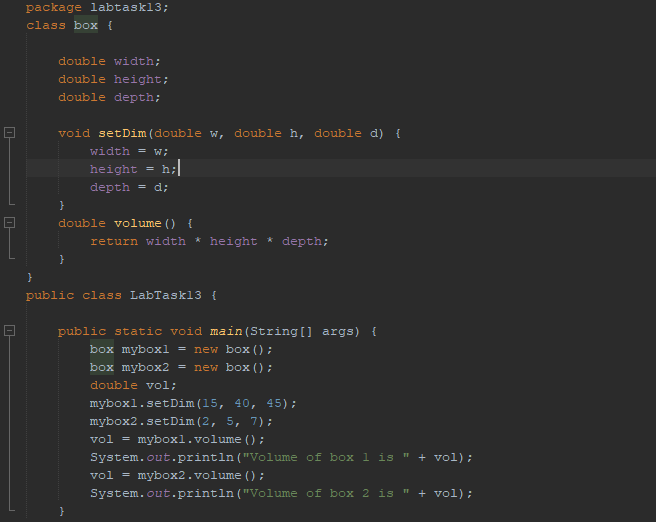 package labtask13;
class box {
double width;
double height;
double depth;
void setDim(double w, double h, double d) {
width = w;
height = h;
depth = d;
}
double volume() {
return width * height * depth;
}
}
public class LabTask13 {
public static void main(String[] args) {
box mybox1 = new box();
box mybox2 = new box();
double vol;
mybox1.setDim(15, 40, 45);
mybox2.setDim(2, 5, 7);
vol = mybox1.volume();
System.out.println("Volume of box 1 is " + vol);
vol = mybox2.volume();
System.out.println("Volume of box 2 is " + vol);
}